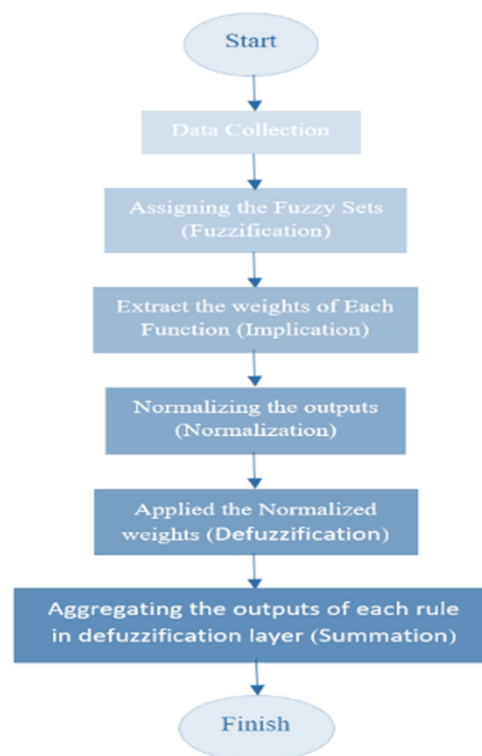 Start
Data Collection
Assigning the Fuzzy Sets
(Fuzzification)
Extract the weights of Each
Function (Implication)
Normalizing the outputs
(Normalization)
Applied the Normalized
weights (Defuzzification)
Aggregating the outputs of each rule
in defuzzification layer (Summation)
Finish